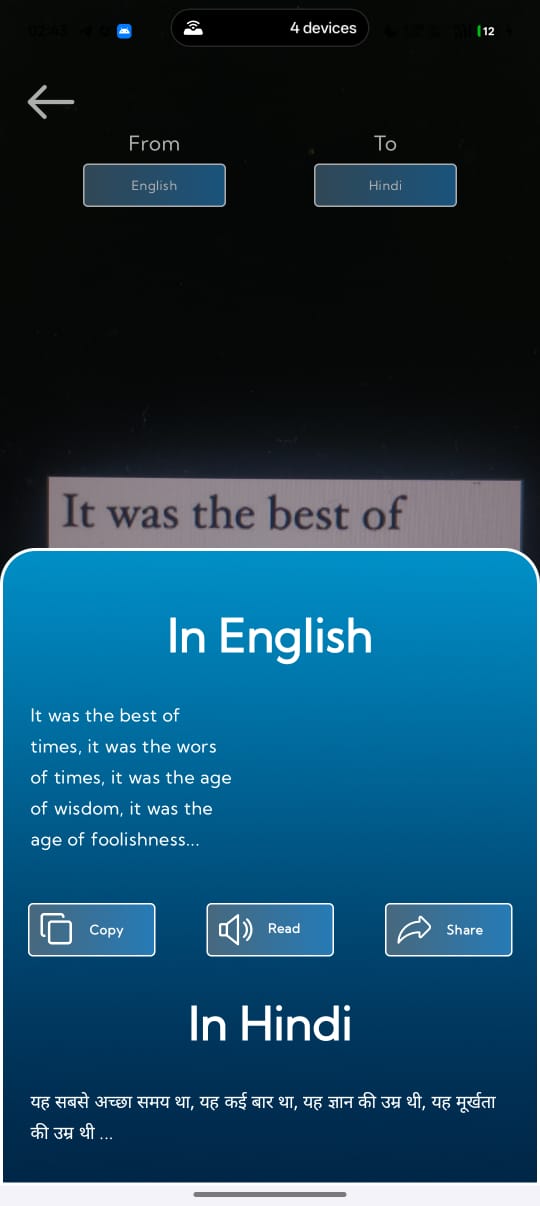 4 devices
12
From
To
English
Hindi
It was the best of
In English
It was the best of
times, it was the wors
of times, it was the age
of wisdom, it was the
age of foolishness...
Copy
Read
Share
In Hindi
यह सबसे अच्छा समय था, यह कई बार था, यह ज्ञान की उम्र थी, यह मूर्खता
की उम्र थी ...